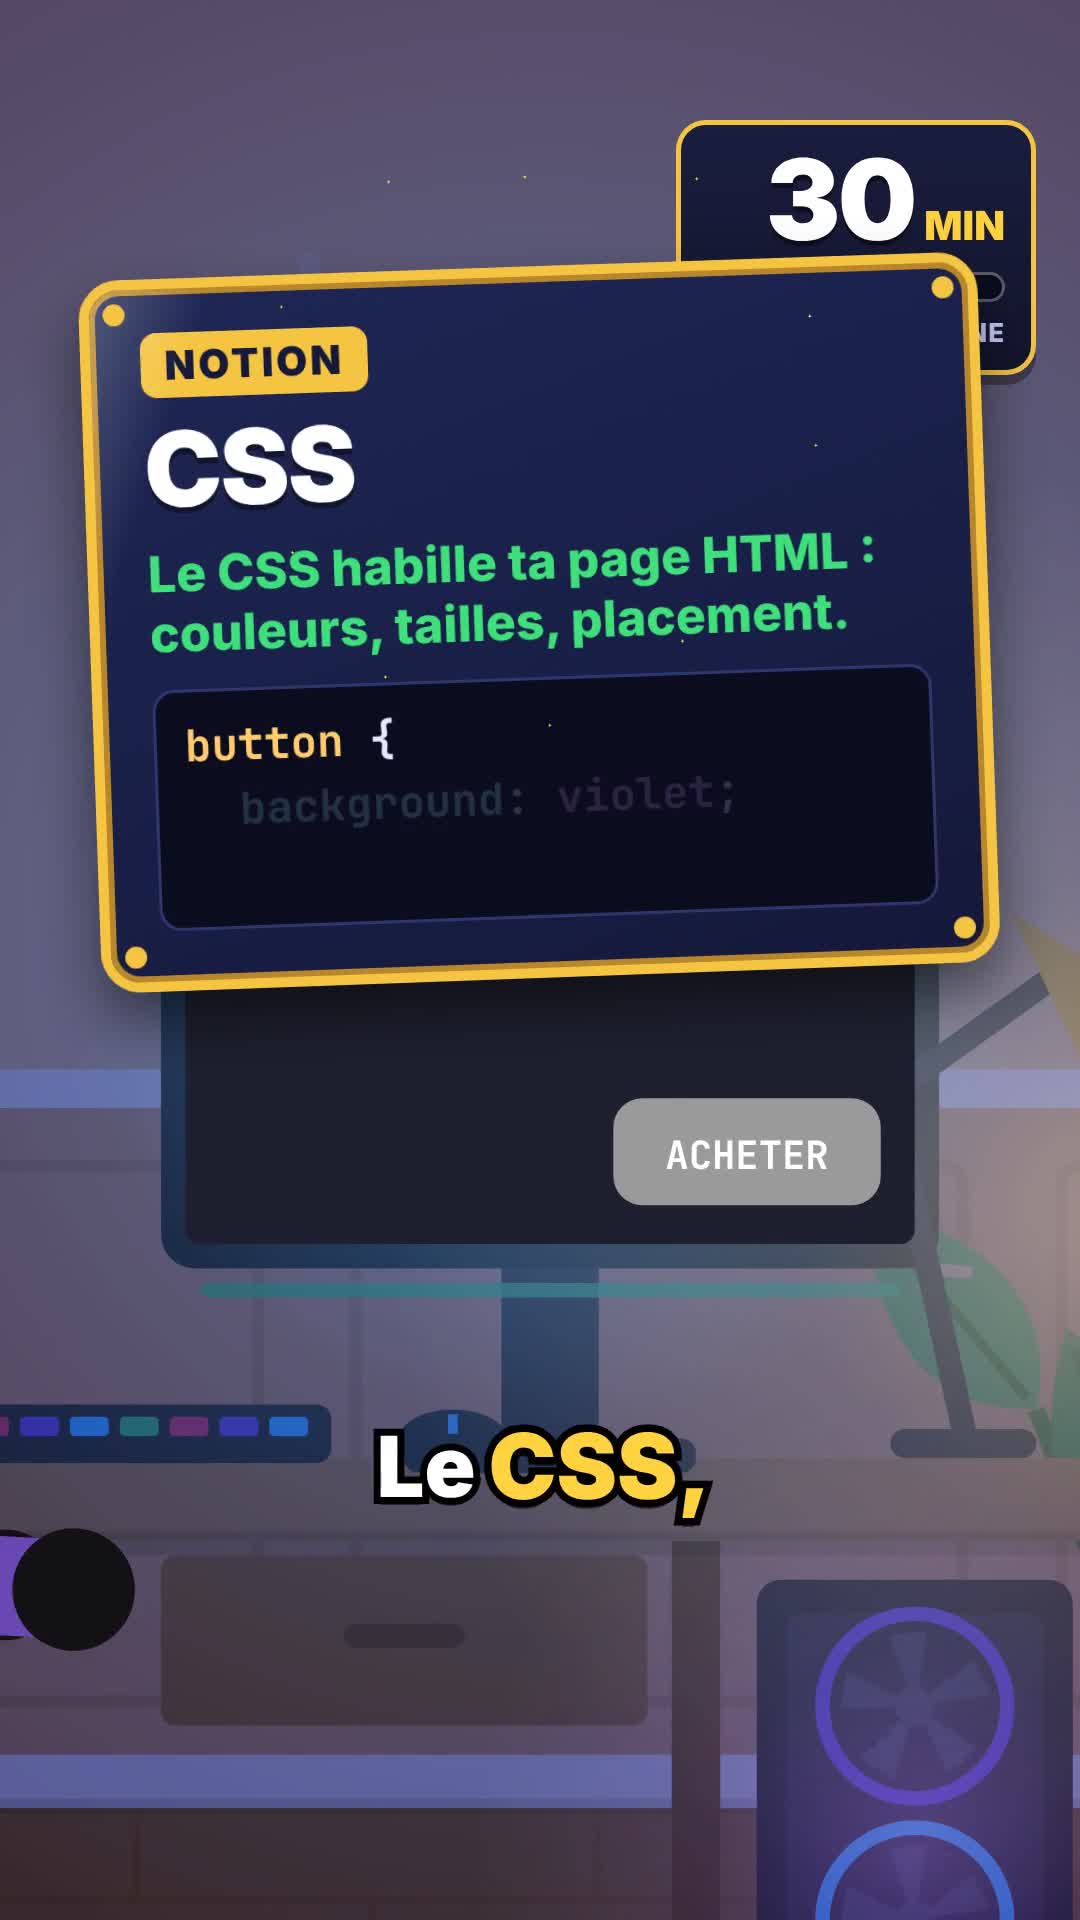 30 MIN
NE
NOTION
CSS
Le CSS habille ta page HTML :
couleurs, tailles, placement.
button {
background: violet;
ACHETER
Le CSS,